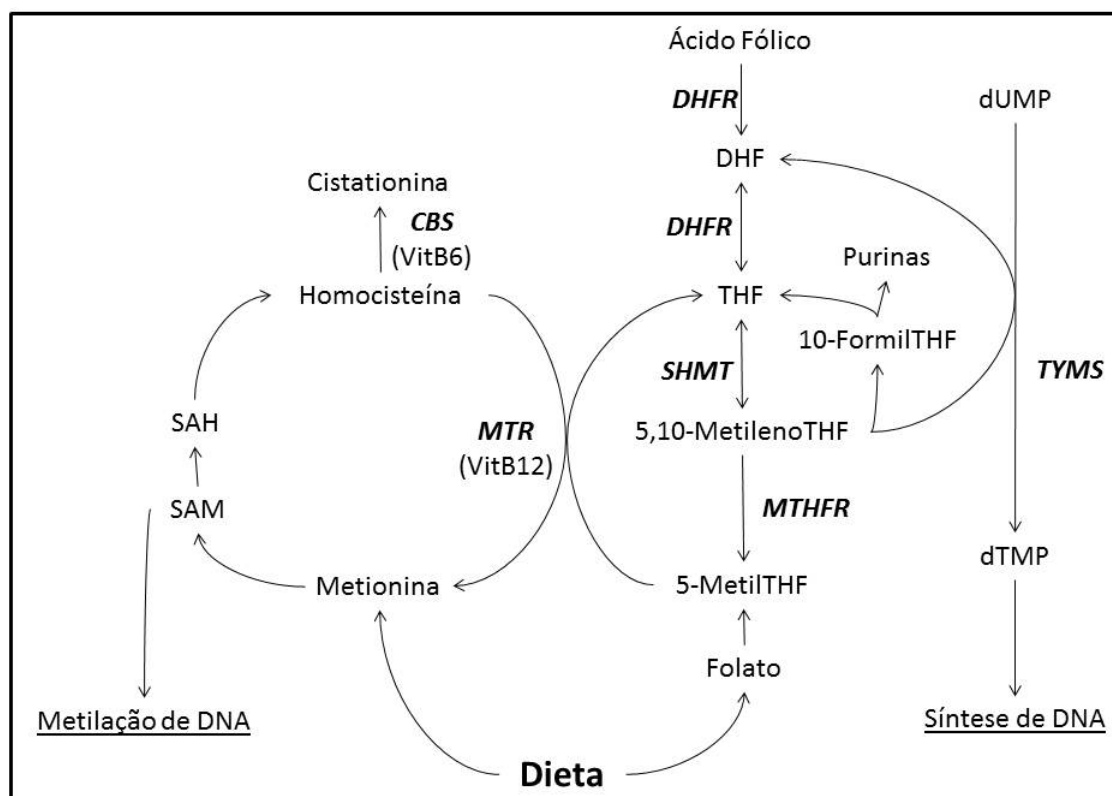 Ácido Fólico
DHFR
dUMP
DHF
Cistationina
CBS
(VitB6)
DHFR
Purinas
Homocisteína
THF
10-FormilTHF
SHMT
TYMS
SAH
MTR
(VitB12)
5,10-MetilenoTHF
SAM
MTHFR
dTMP
Metionina
5-MetilTHF
Folato
Metilação de DNA
Síntese de DNA
Dieta